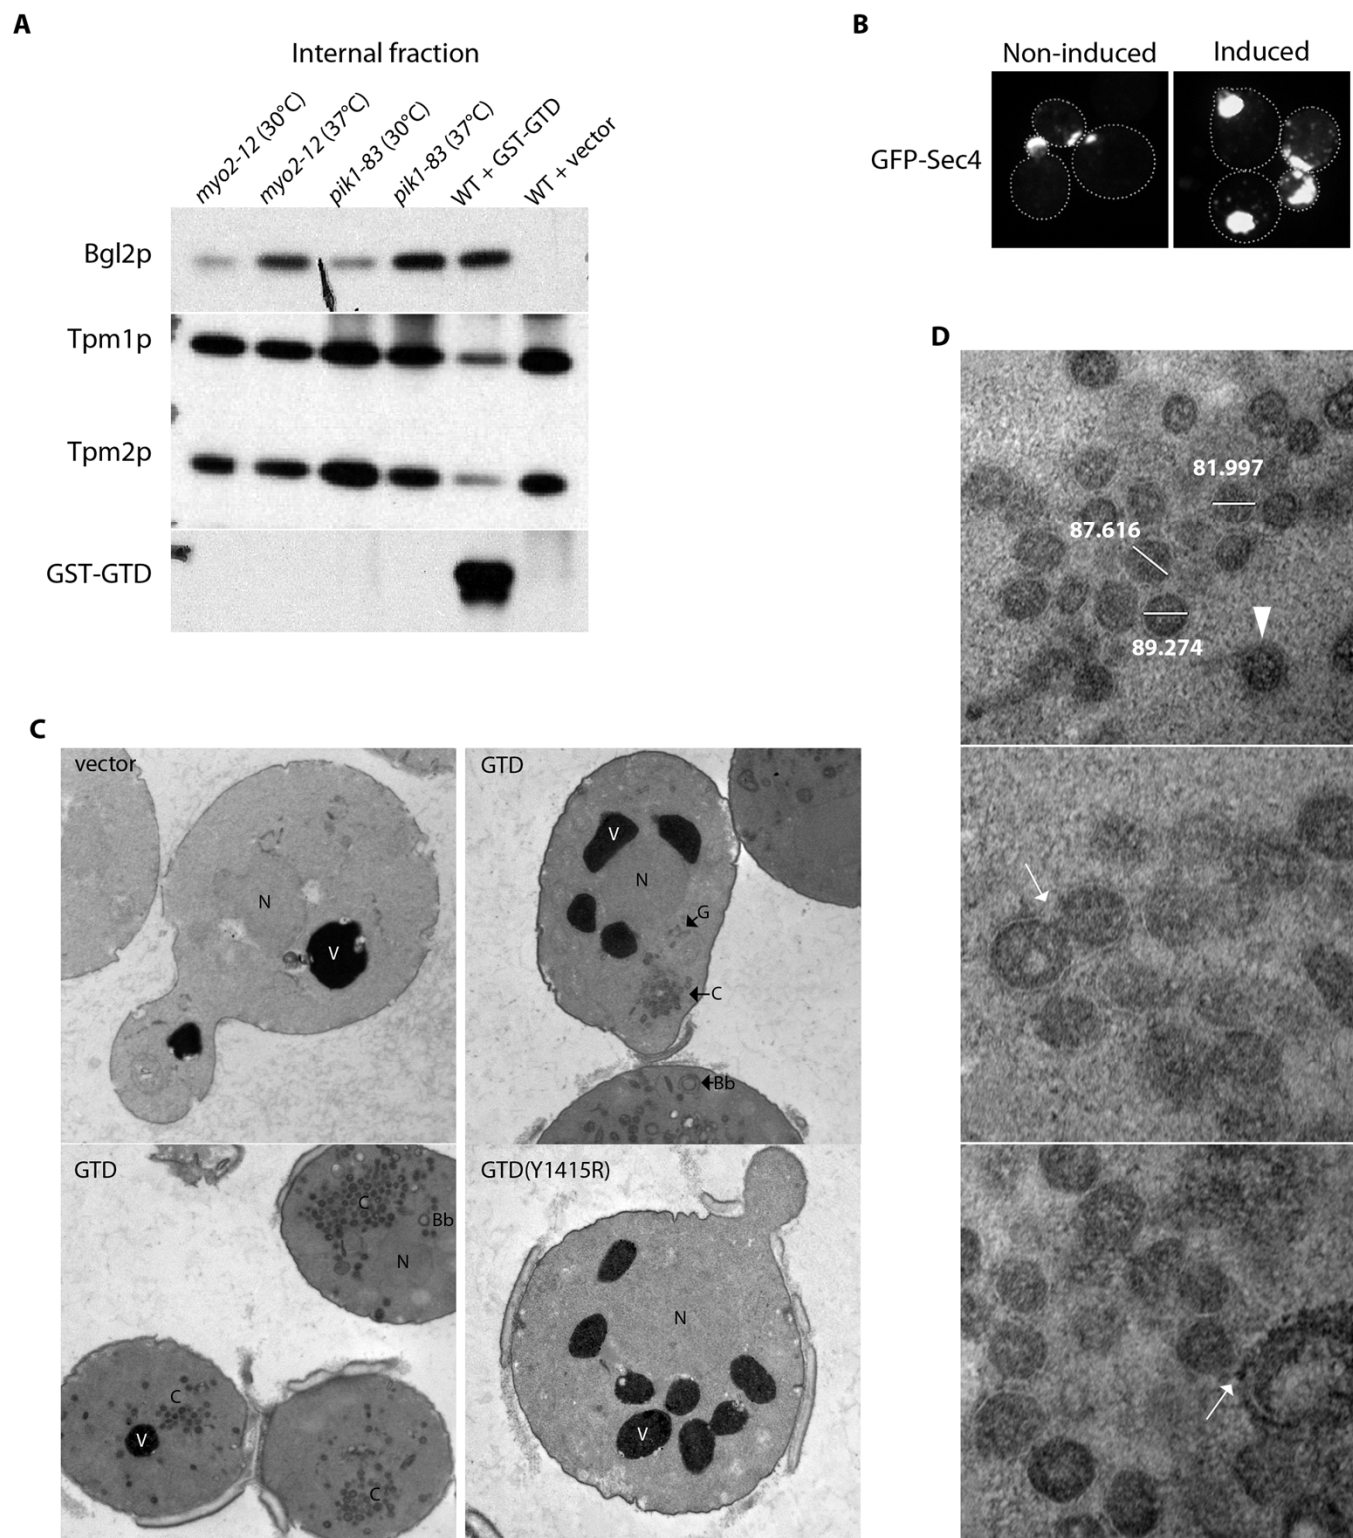 A
Internal fraction
myo2-12 (30°C)
myo2-12 (37°C)
pik1-83 (30°C)
pik1-83 (37°C)
WT + GST-GTD
WT + vector
Bgl2p
Tpm1p
Tpm2p
GST-GTD
B
Non-induced
Induced
GFP-Sec4
C
vector
N
V
GTD
V
N
G
C
Bb
GTD
C
Bb
N
C
V
C
GTD(Y1415R)
N
V
D
81.997
87.616
89.274